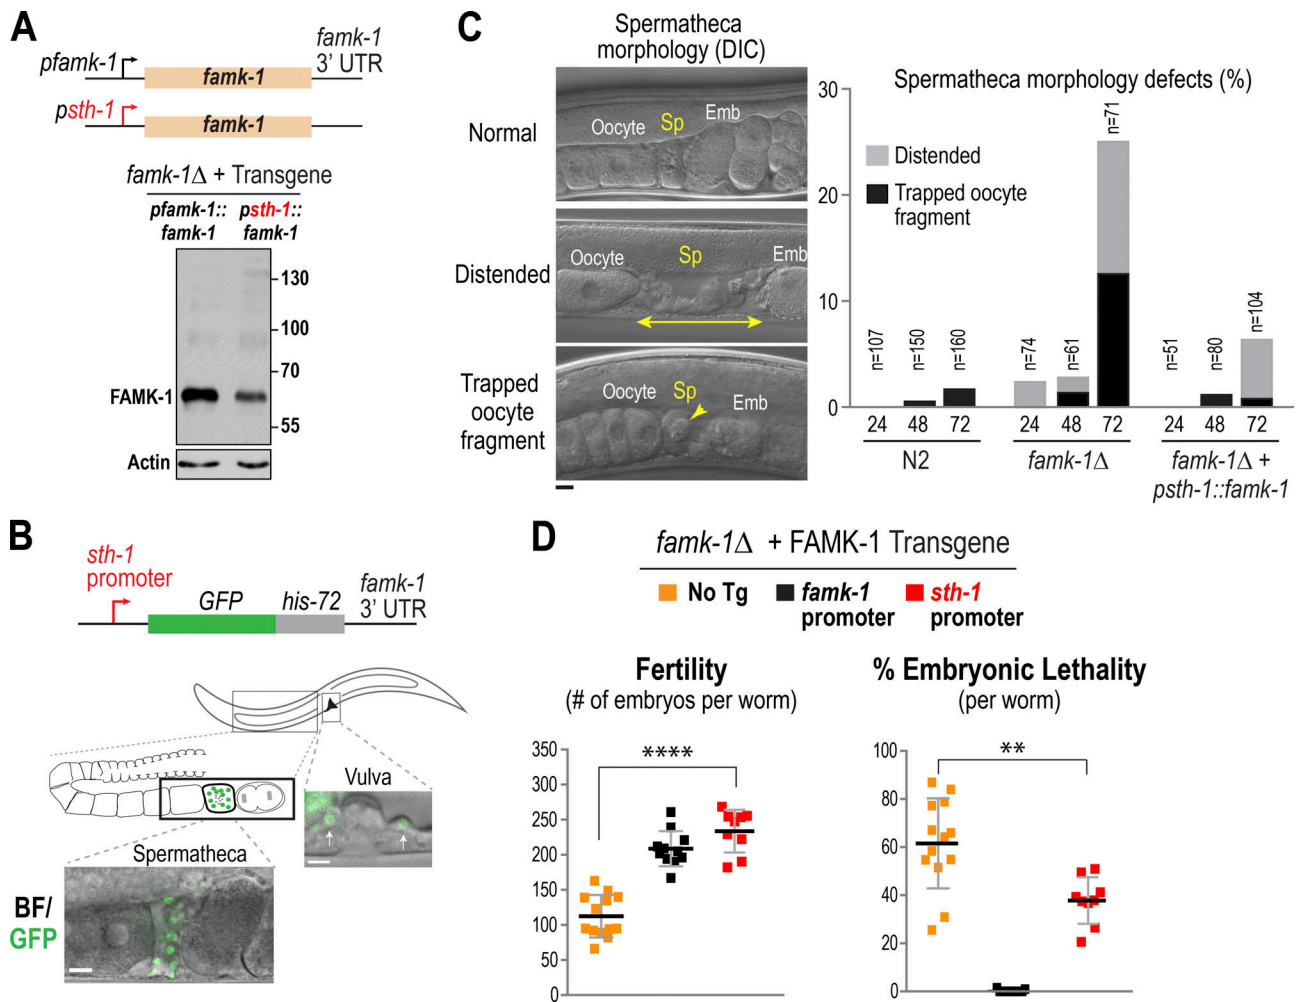 A
pfamk-1
famk-1
famk-1
3' UTR
psth-1
famk-1
famk-1Δ + Transgene
pfamk-1::
famk-1
psth-1::
famk-1
130
100
70
FAMK-1
55
Actin
B
sth-1
promoter
GFP
his-72
famk-1
3' UTR
Vulva
Spermatheca
BF/
GFP
C
Spermatheca
morphology (DIC)
Normal
Oocyte
Sp
Emb
Distended
Oocyte
Sp
Emb
Trapped
oocyte
fragment
Oocyte
Sp
Emb
Spermatheca morphology defects (%)
30
20
10
0
Distended
Trapped oocyte
fragment
n=107
n=150
n=160
n=74
n=61
n=71
n=51
n=80
n=104
24 48 72
24 48 72
24 48 72
N2
famk-1Δ
famk-1Δ +
psth-1::famk-1
D
famk-1Δ + FAMK-1 Transgene
No Tg
famk-1
promoter
sth-1
promoter
Fertility
(# of embryos per worm)
****
350
300
250
200
150
100
50
0
% Embryonic Lethality
(per worm)
**
100
80
60
40
20
0